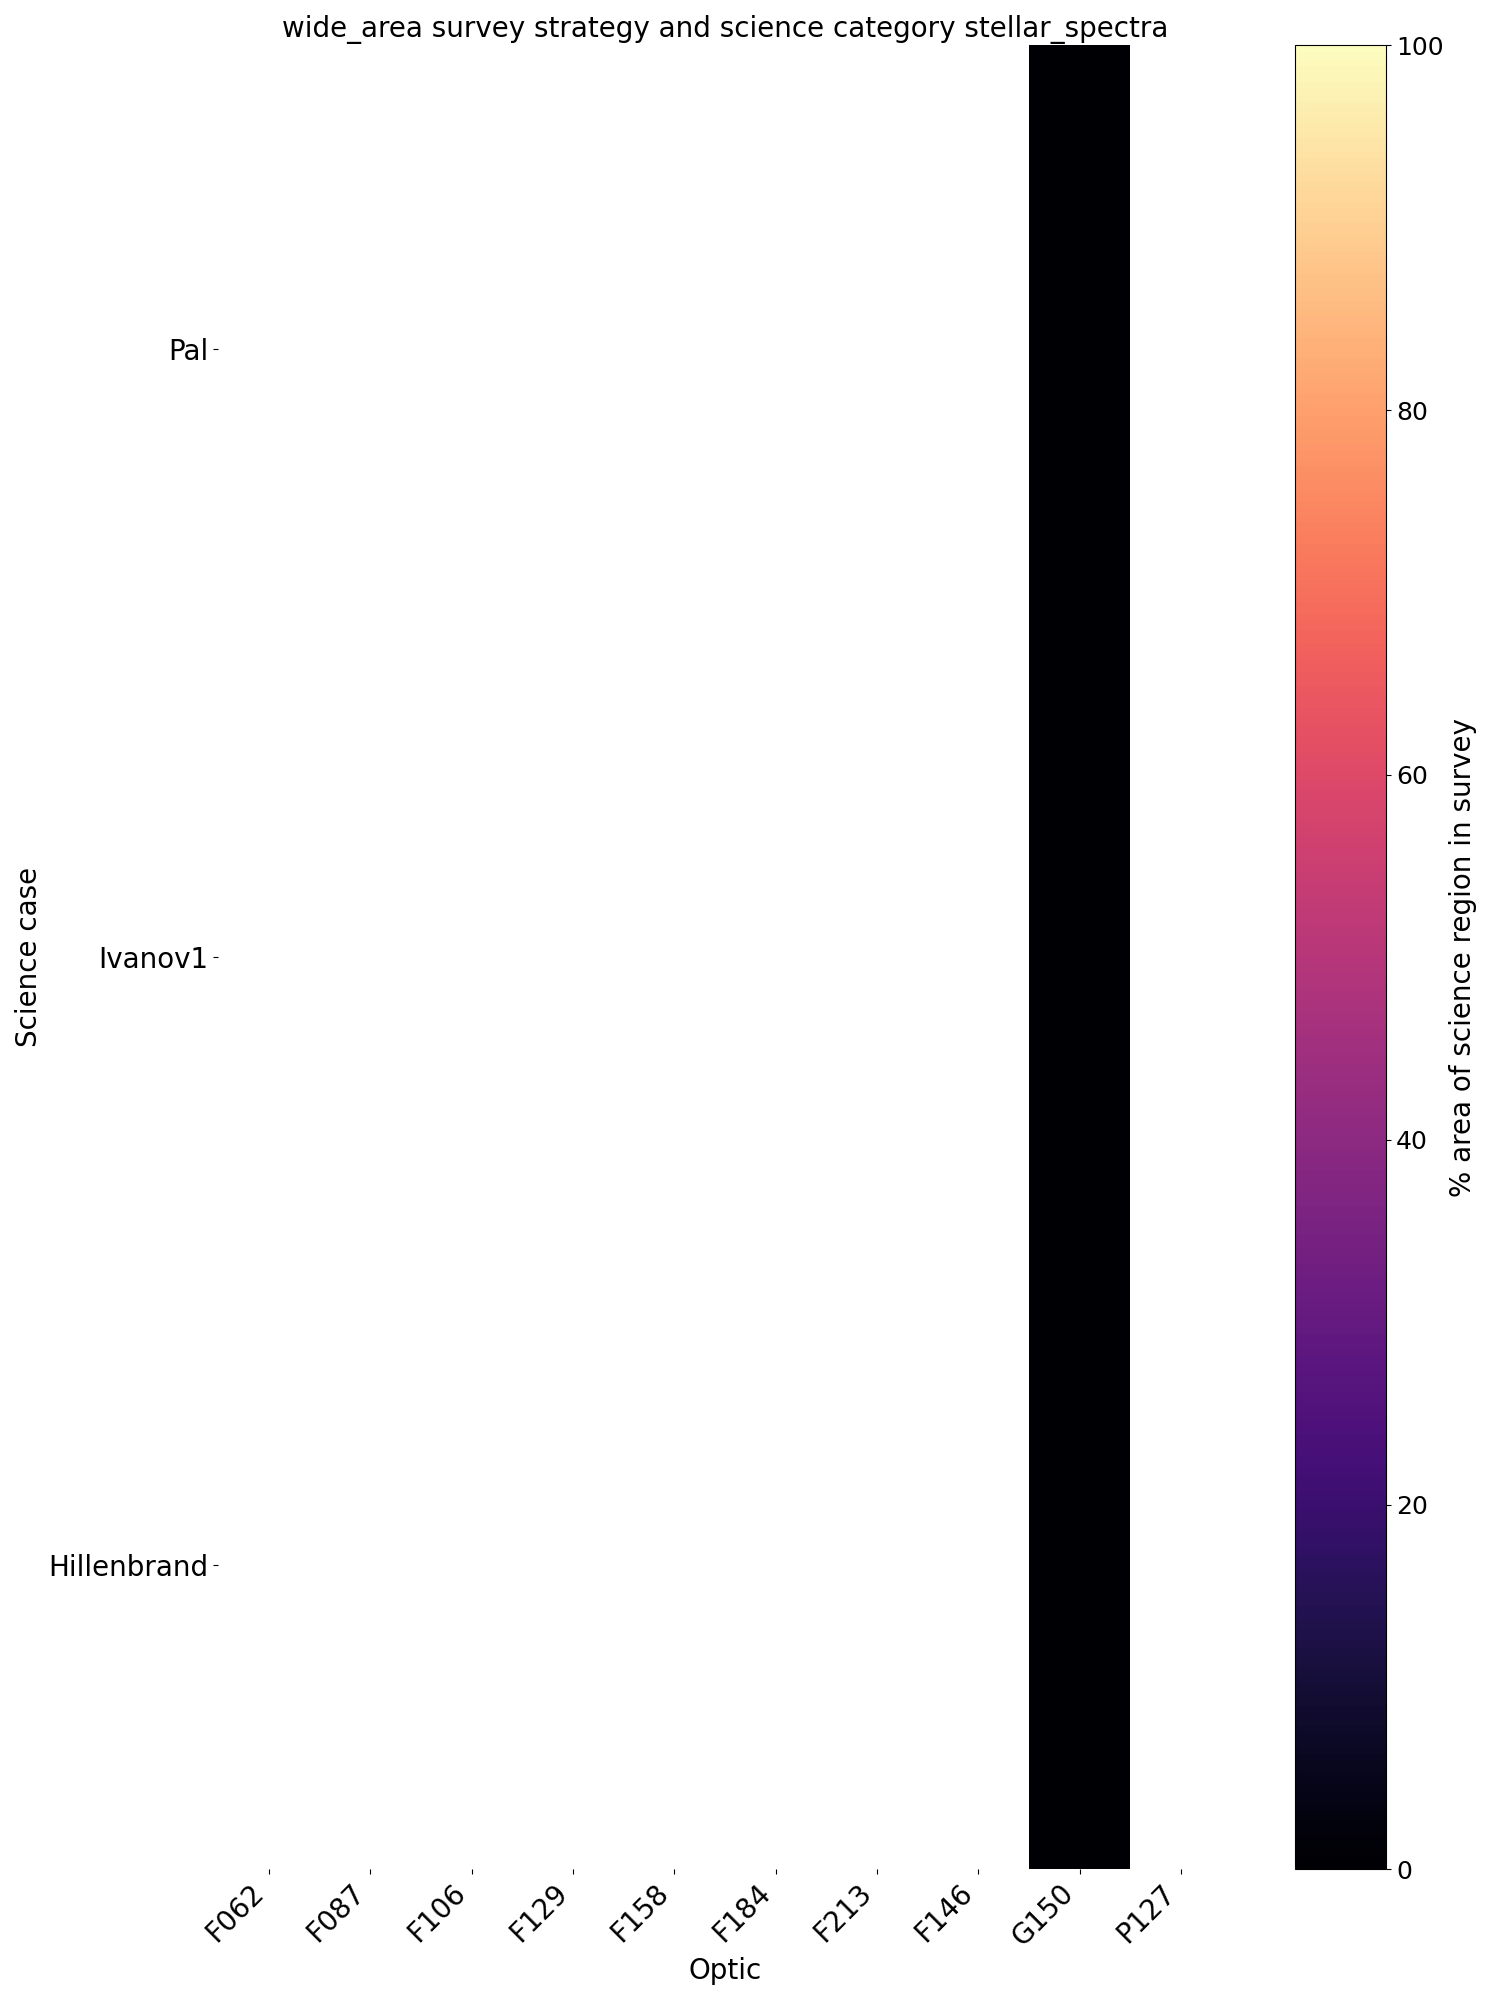 wide_area survey strategy and science category stellar_spectra
Science case
Pal
Ivanov1
Hillenbrand
F062
F087
F106
F129
F158
F184
F213
F146
G150
P127
Optic
100
80
60
40
20
0
% area of science region in survey